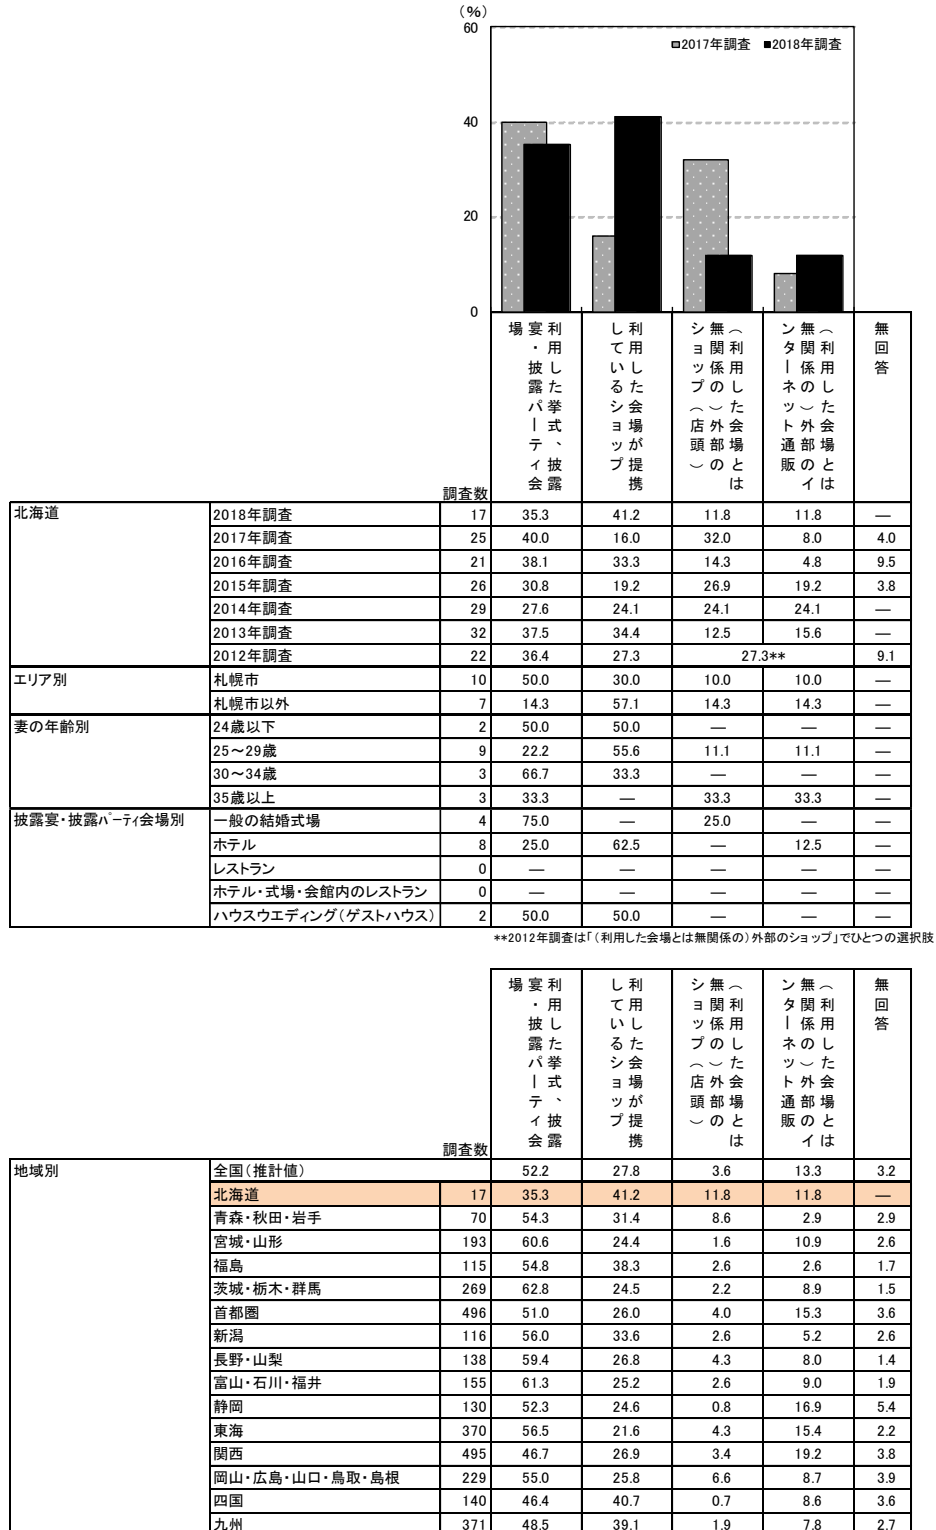 (%)
60
■2017年調査 ■2018年調査
40
20
0
利用した挙式、披露宴・披露パーティ会場
利用した会場が提携しているショップ
（利用した会場とは無関係の）外部のショップ（店頭）
（利用した会場とは無関係の）外部のインターネット通販
無回答
調査数
北海道 2018年調査 17 35.3 41.2 11.8 11.8 ―
2017年調査 25 40.0 16.0 32.0 8.0 4.0
2016年調査 21 38.1 33.3 14.3 4.8 9.5
2015年調査 26 30.8 19.2 26.9 19.2 3.8
2014年調査 29 27.6 24.1 24.1 24.1 ―
2013年調査 32 37.5 34.4 12.5 15.6 ―
2012年調査 22 36.4 27.3 27.3** 9.1
エリア別 札幌市 10 50.0 30.0 10.0 10.0 ―
札幌市以外 7 14.3 57.1 14.3 14.3 ―
妻の年齢別 24歳以下 2 50.0 50.0 ― ― ―
25～29歳 9 22.2 55.6 11.1 11.1 ―
30～34歳 3 66.7 33.3 ― ― ―
35歳以上 3 33.3 ― 33.3 33.3 ―
披露宴・披露ﾊﾟｰﾃｨ会場別 一般の結婚式場 4 75.0 ― 25.0 ― ―
ホテル 8 25.0 62.5 ― 12.5 ―
レストラン 0 ― ― ― ― ―
ホテル・式場・会館内のレストラン 0 ― ― ― ― ―
ハウスウエディング（ゲストハウス） 2 50.0 50.0 ― ― ―
**2012年調査は「（利用した会場とは無関係の）外部のショップ」でひとつの選択肢
利用した挙式、披露宴・披露パーティ会場
利用した会場が提携しているショップ
（利用した会場とは無関係の）外部のショップ（店頭）
（利用した会場とは無関係の）外部のインターネット通販
無回答
調査数
地域別 全国（推計値） 52.2 27.8 3.6 13.3 3.2
北海道 17 35.3 41.2 11.8 11.8 ―
青森・秋田・岩手 70 54.3 31.4 8.6 2.9 2.9
宮城・山形 193 60.6 24.4 1.6 10.9 2.6
福島 115 54.8 38.3 2.6 2.6 1.7
茨城・栃木・群馬 269 62.8 24.5 2.2 8.9 1.5
首都圏 496 51.0 26.0 4.0 15.3 3.6
新潟 116 56.0 33.6 2.6 5.2 2.6
長野・山梨 138 59.4 26.8 4.3 8.0 1.4
富山・石川・福井 155 61.3 25.2 2.6 9.0 1.9
静岡 130 52.3 24.6 0.8 16.9 5.4
東海 370 56.5 21.6 4.3 15.4 2.2
関西 495 46.7 26.9 3.4 19.2 3.8
岡山・広島・山口・鳥取・島根 229 55.0 25.8 6.6 8.7 3.9
四国 140 46.4 40.7 0.7 8.6 3.6
九州 371 48.5 39.1 1.9 7.8 2.7